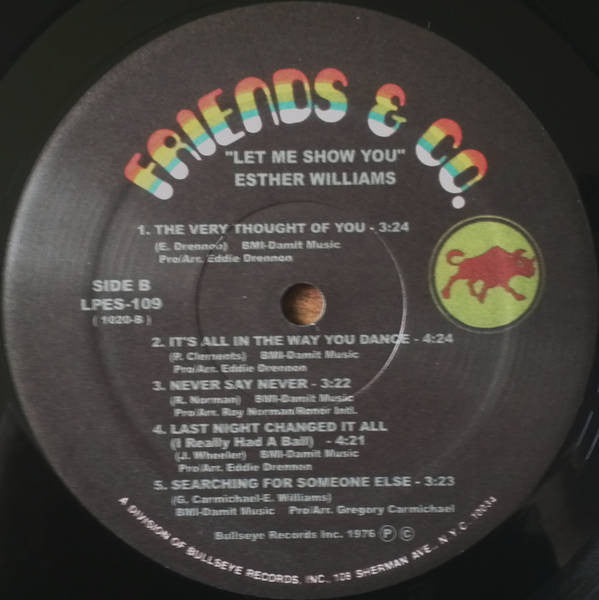 FRIENDS & CO.
"LET ME SHOW YOU"
ESTHER WILLIAMS
1. THE VERY THOUGHT OF YOU - 3:24
(E. Drennon) BMI-Damit Music
Pro/Arr. Eddie Drennon
SIDE B
LPES-109
( 1020-B )
2. IT'S ALL IN THE WAY YOU DANCE - 4:24
(P. Clements) BMI-Damit Music
Pro/Arr. Eddie Drennon
3. NEVER SAY NEVER - 3:22
(R. Norman) BMI-Damit Music
Pro/Arr. Roy Norman/Renor Intl.
4. LAST NIGHT CHANGED IT ALL
(I Really Had A Ball) - 4:21
(J. Wheeler) BMI-Damit Music
Pro/Arr. Eddie Drennon
5. SEARCHING FOR SOMEONE ELSE - 3:23
(G. Carmichael-E. Williams)
BMI-Damit Music Pro/Arr. Gregory Carmichael
Bullseye Records Inc. 1976 Ⓟ Ⓒ
A DIVISION OF BULLSEYE RECORDS, INC., 108 SHERMAN AVE., N.Y.C. 10034